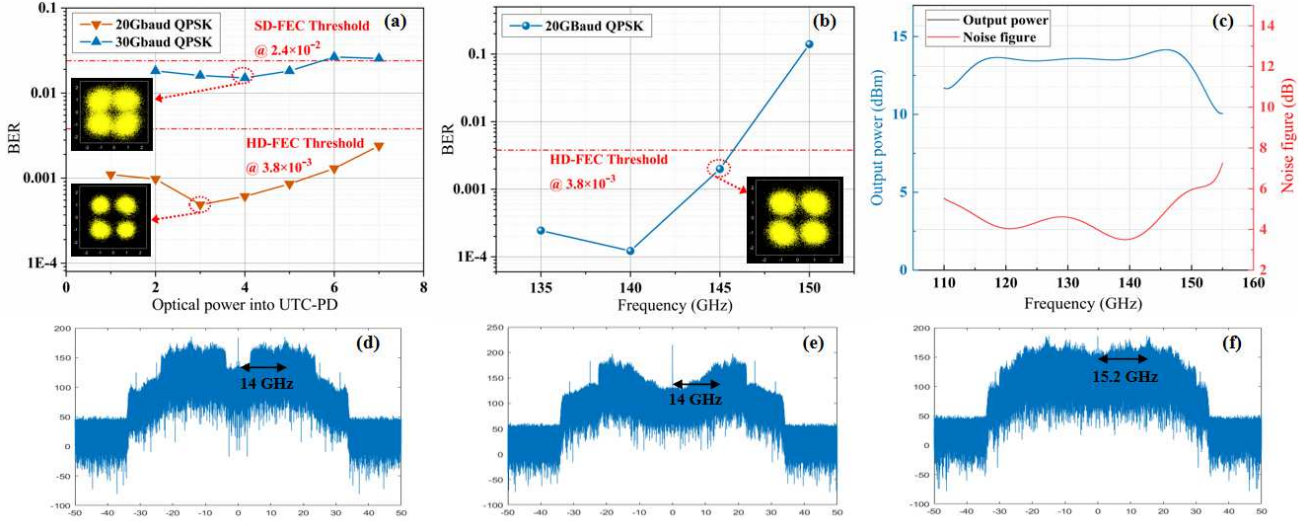 (a)
20Gbaud QPSK
30Gbaud QPSK
SD-FEC Threshold
@ 2.4×10⁻²
HD-FEC Threshold
@ 3.8×10⁻³
BER
0.1
0.01
0.001
1E-4
0 2 4 6 8
Optical power into UTC-PD
(b)
20GBaud QPSK
HD-FEC Threshold
@ 3.8×10⁻³
BER
0.1
0.01
0.001
1E-4
135 140 145 150
Frequency (GHz)
(c)
Output power
Noise figure
Output power (dBm)
15
10
5
0
Noise figure (dB)
14
12
10
8
6
4
2
110 120 130 140 150 160
Frequency (GHz)
(d)
14 GHz
200
150
100
50
0
-50
-100
-50 -40 -30 -20 -10 0 10 20 30 40 50
(e)
14 GHz
250
200
150
100
50
0
-50
-100
-50 -40 -30 -20 -10 0 10 20 30 40 50
(f)
15.2 GHz
200
150
100
50
0
-50
-100
-50 -40 -30 -20 -10 0 10 20 30 40 50